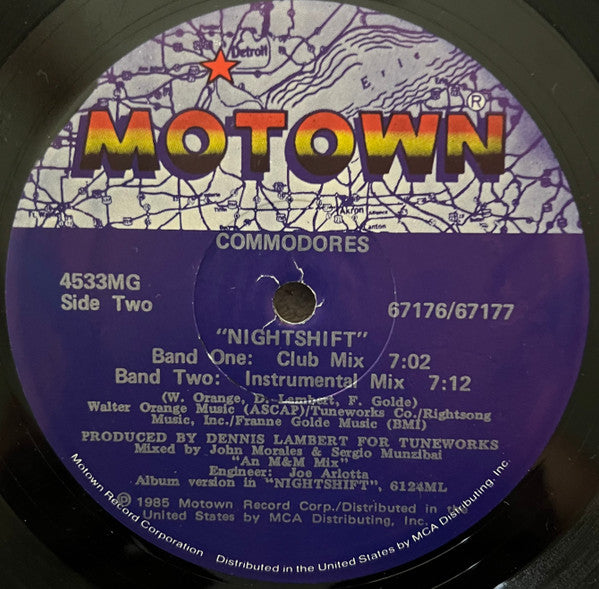 Detroit
Erie
MOTOWN®
Akron
Canton
COMMODORES
4533MG
Side Two
67176/67177
"NIGHTSHIFT"
Band One: Club Mix 7:02
Band Two: Instrumental Mix 7:12
(W. Orange, D. Lambert, F. Golde)
Walter Orange Music (ASCAP)/Tuneworks Co./Rightsong
Music, Inc./Franne Golde Music (BMI)
PRODUCED BY DENNIS LAMBERT FOR TUNEWORKS
Mixed by John Morales & Sergio Munzibai
"An M&M Mix"
Engineer: Joe Arlotta
Album version in "NIGHTSHIFT", 6124ML
℗ 1985 Motown Record Corp./Distributed in the
United States by MCA Distributing, Inc.
Motown Record Corporation Distributed in the United States by MCA Distributing, Inc.